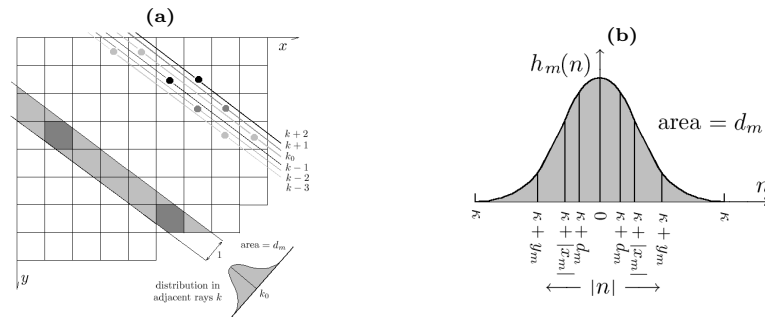 (a)
x
k + 2
k + 1
k₀
k − 1
k − 2
k − 3
y
1
area = dₘ
distribution in
adjacent rays k
k₀
(b)
hₘ(n)
area = dₘ
n
κ
κ + yₘ
κ + |xₘ|
κ + dₘ
0
κ + dₘ
κ + |xₘ|
κ + yₘ
κ
← |n| →